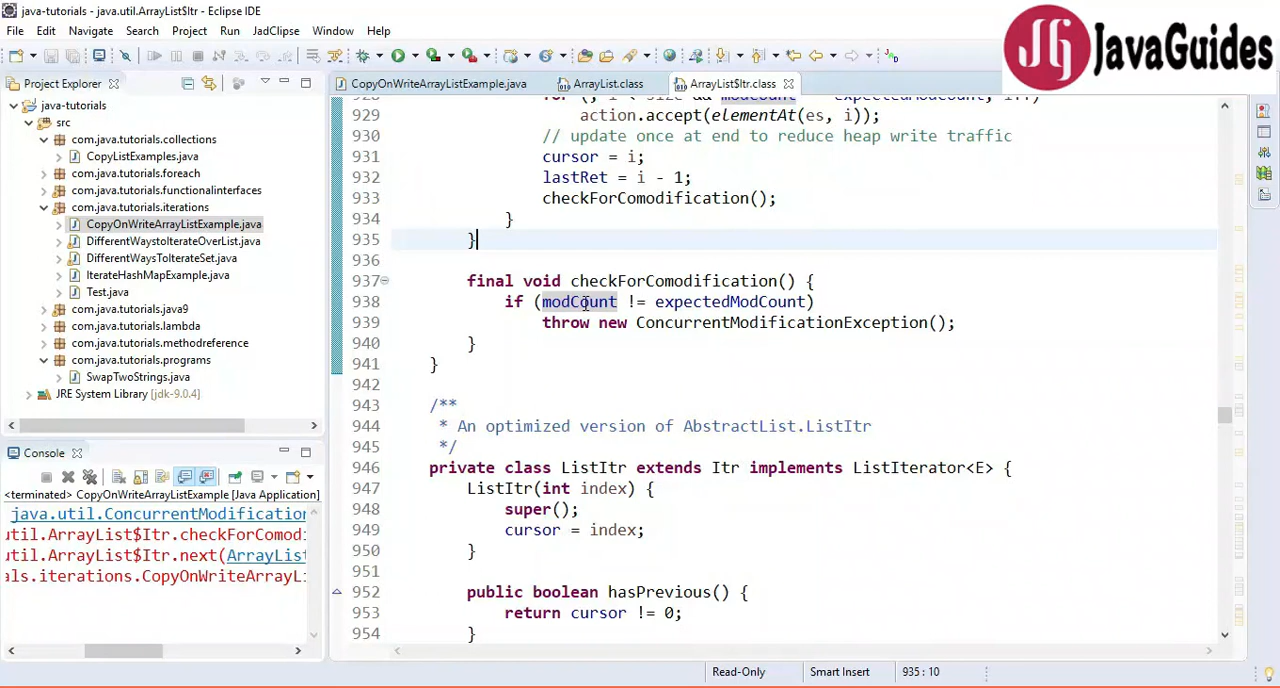 java-tutorials - java.util.ArrayList$Itr - Eclipse IDE
File Edit Navigate Search Project Run JadClipse Window Help
JavaGuides
Project Explorer
java-tutorials
src
com.java.tutorials.collections
CopyListExamples.java
com.java.tutorials.foreach
com.java.tutorials.functionalinterfaces
com.java.tutorials.iterations
CopyOnWriteArrayListExample.java
DifferentWaystoIterateOverList.java
DifferentWaysToIterateSet.java
IterateHashMapExample.java
Test.java
com.java.tutorials.java9
com.java.tutorials.lambda
com.java.tutorials.methodreference
com.java.tutorials.programs
SwapTwoStrings.java
JRE System Library [jdk-9.0.4]
Console
<terminated> CopyOnWriteArrayListExample [Java Application]
java.util.ConcurrentModification
util.ArrayList$Itr.checkForComodi
util.ArrayList$Itr.next(ArrayList
als.iterations.CopyOnWriteArrayLi
CopyOnWriteArrayListExample.java ArrayList.class ArrayList$Itr.class
928 for (; i < size && modCount == expectedModCount; i++)
929 action.accept(elementAt(es, i));
930 // update once at end to reduce heap write traffic
931 cursor = i;
932 lastRet = i - 1;
933 checkForComodification();
934 }
935 }
936
937 final void checkForComodification() {
938 if (modCount != expectedModCount)
939 throw new ConcurrentModificationException();
940 }
941 }
942
943 /**
944 * An optimized version of AbstractList.ListItr
945 */
946 private class ListItr extends Itr implements ListIterator<E> {
947 ListItr(int index) {
948 super();
949 cursor = index;
950 }
951
952 public boolean hasPrevious() {
953 return cursor != 0;
954 }
Read-Only Smart Insert 935 : 10